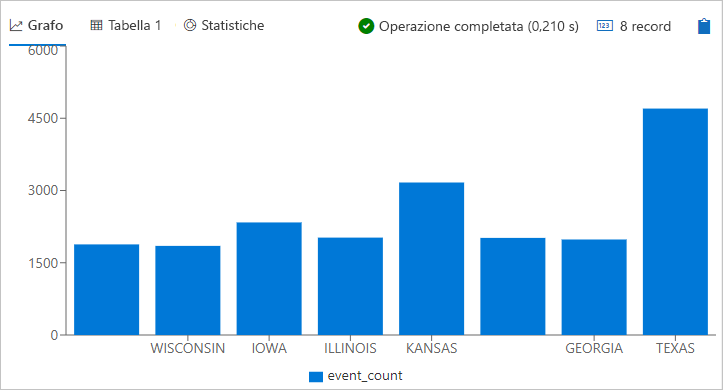 Grafo Tabella 1 Statistiche Operazione completata (0,210 s) 123 8 record
6000
4500
3000
1500
0
WISCONSIN IOWA ILLINOIS KANSAS GEORGIA TEXAS
event_count